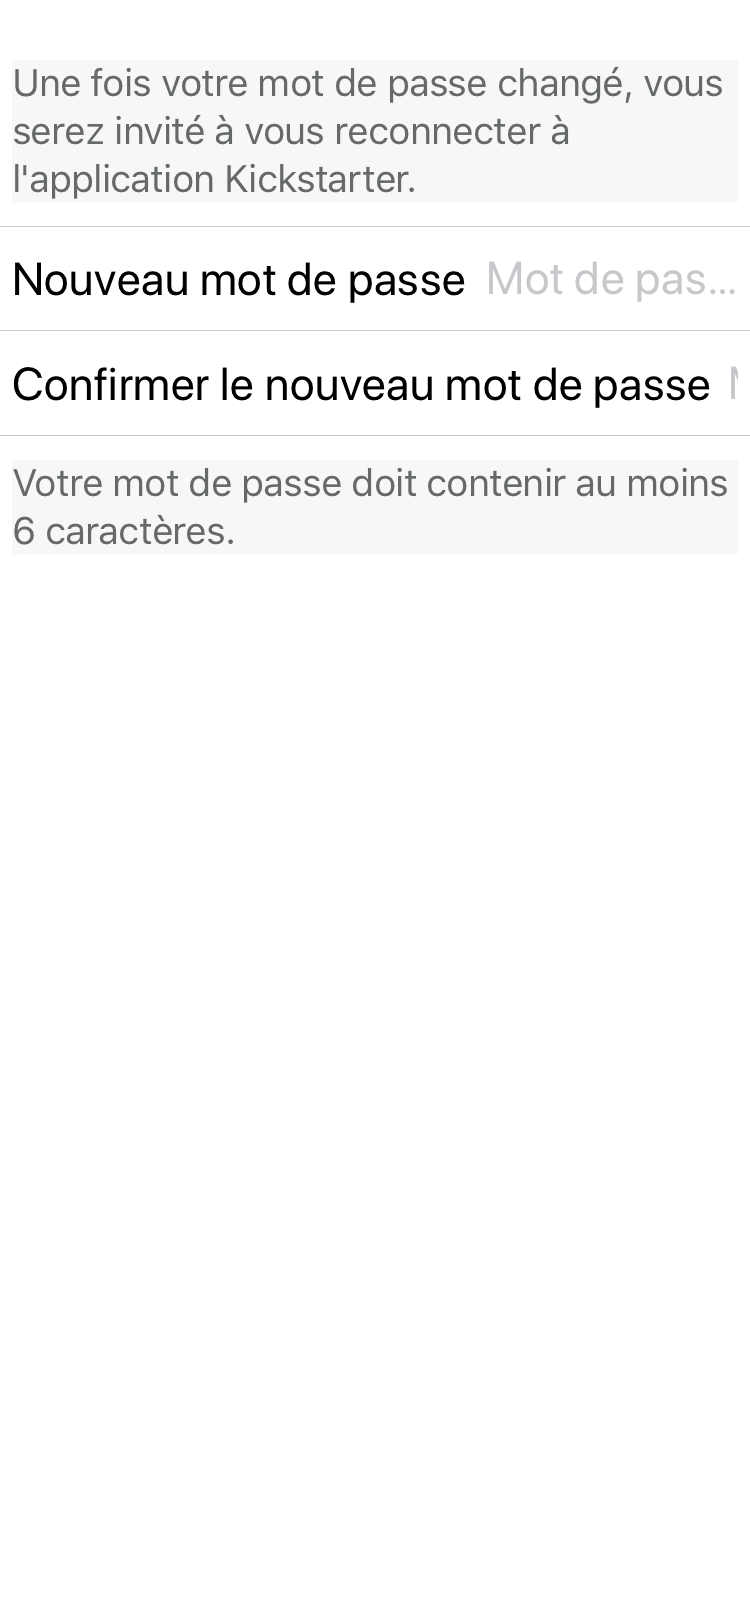 Une fois votre mot de passe changé, vous
serez invité à vous reconnecter à
l'application Kickstarter.
Nouveau mot de passe Mot de pas...
Confirmer le nouveau mot de passe
Votre mot de passe doit contenir au moins
6 caractères.